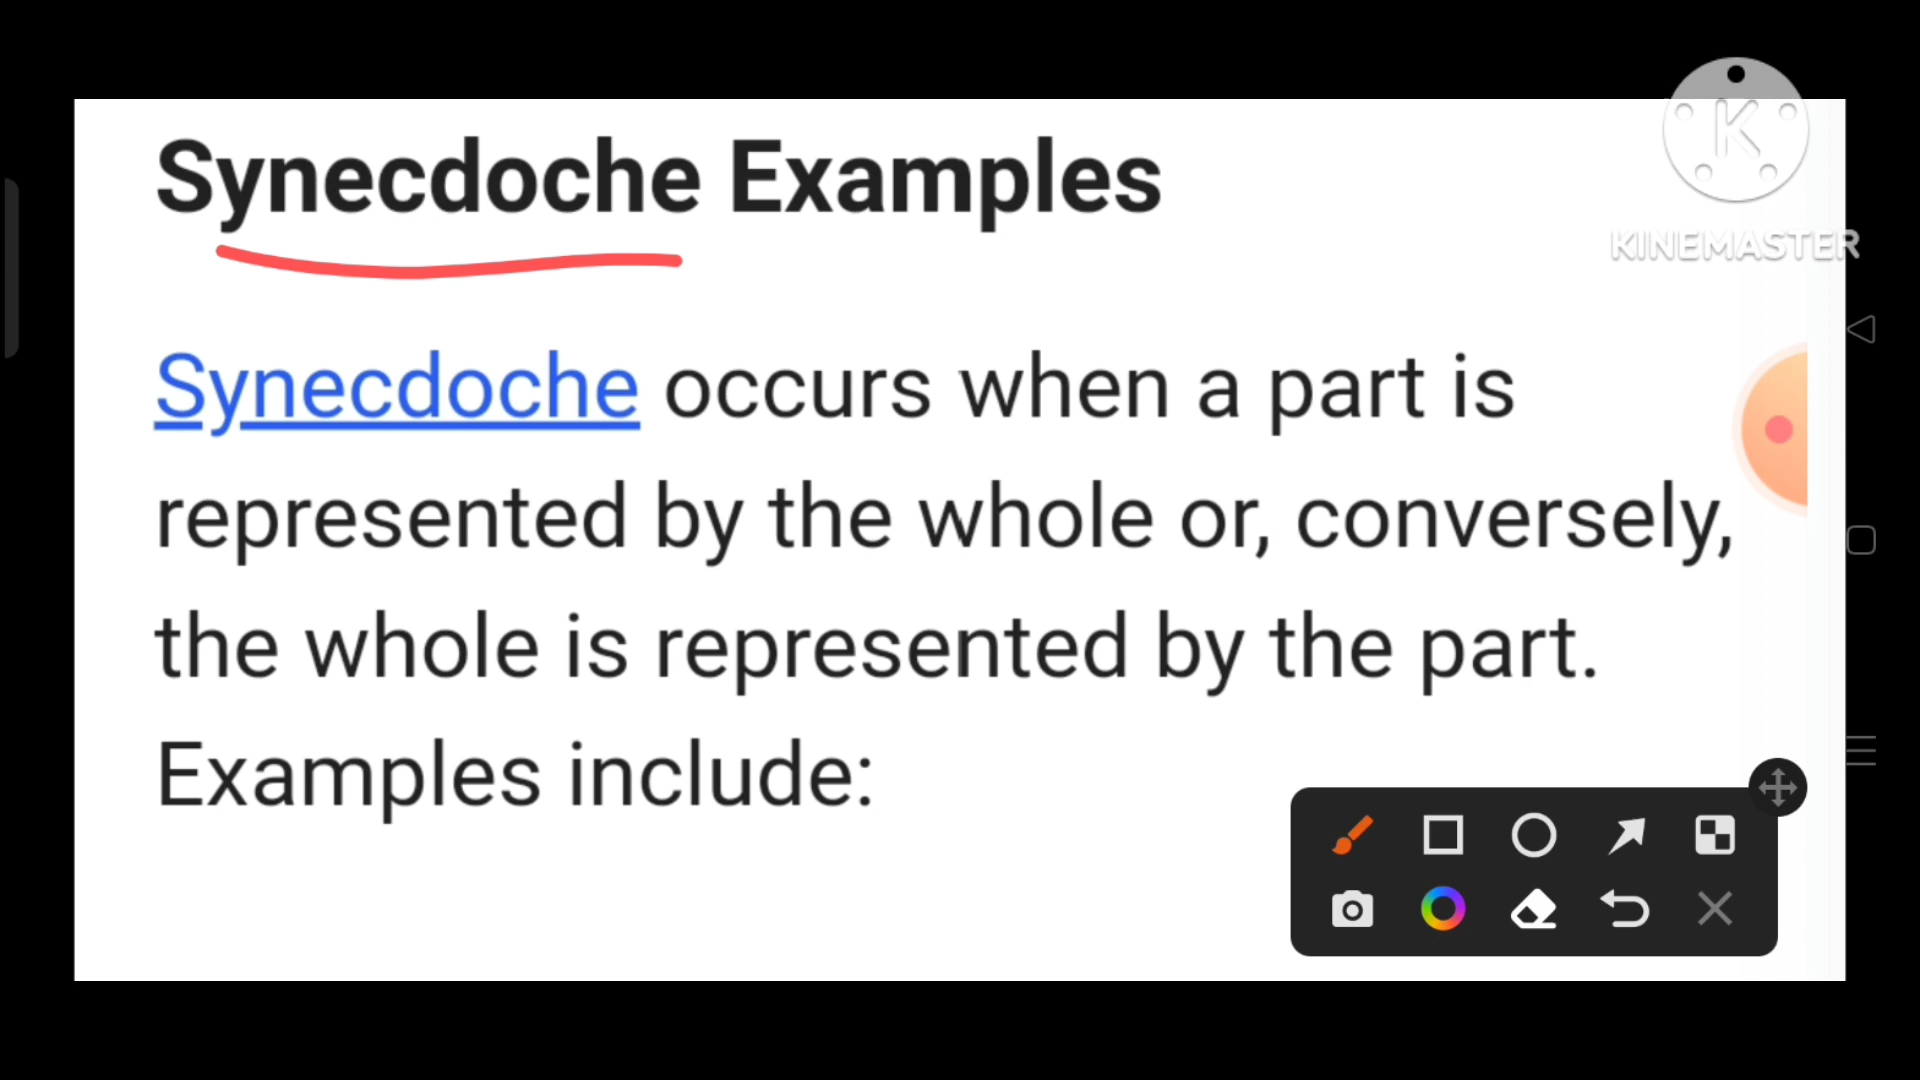 Synecdoche Examples
KINEMASTER
Synecdoche occurs when a part is
represented by the whole or, conversely,
the whole is represented by the part.
Examples include: